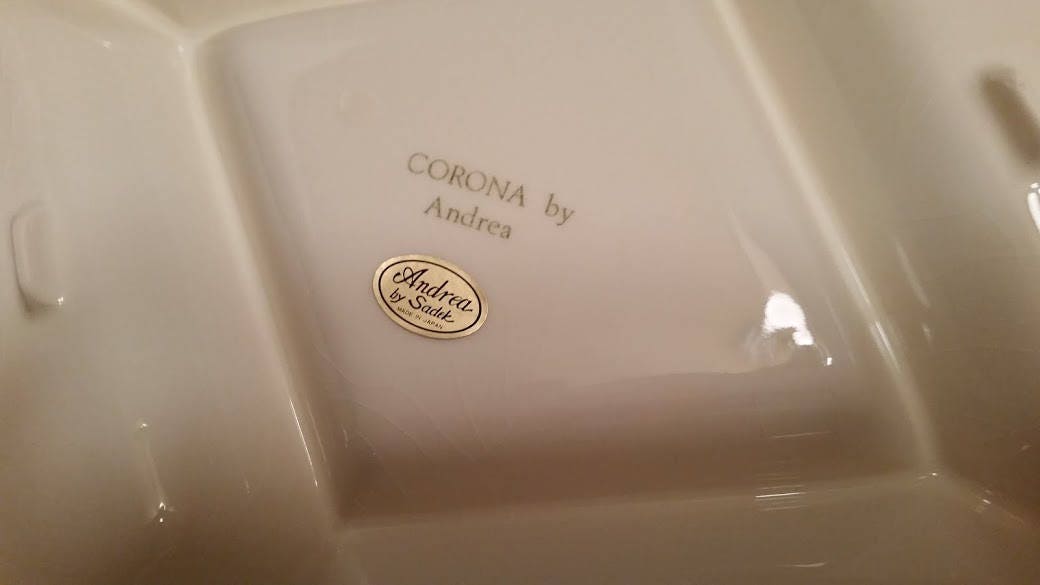 CORONA by
Andrea
Andrea
by Sadek
MADE IN JAPAN